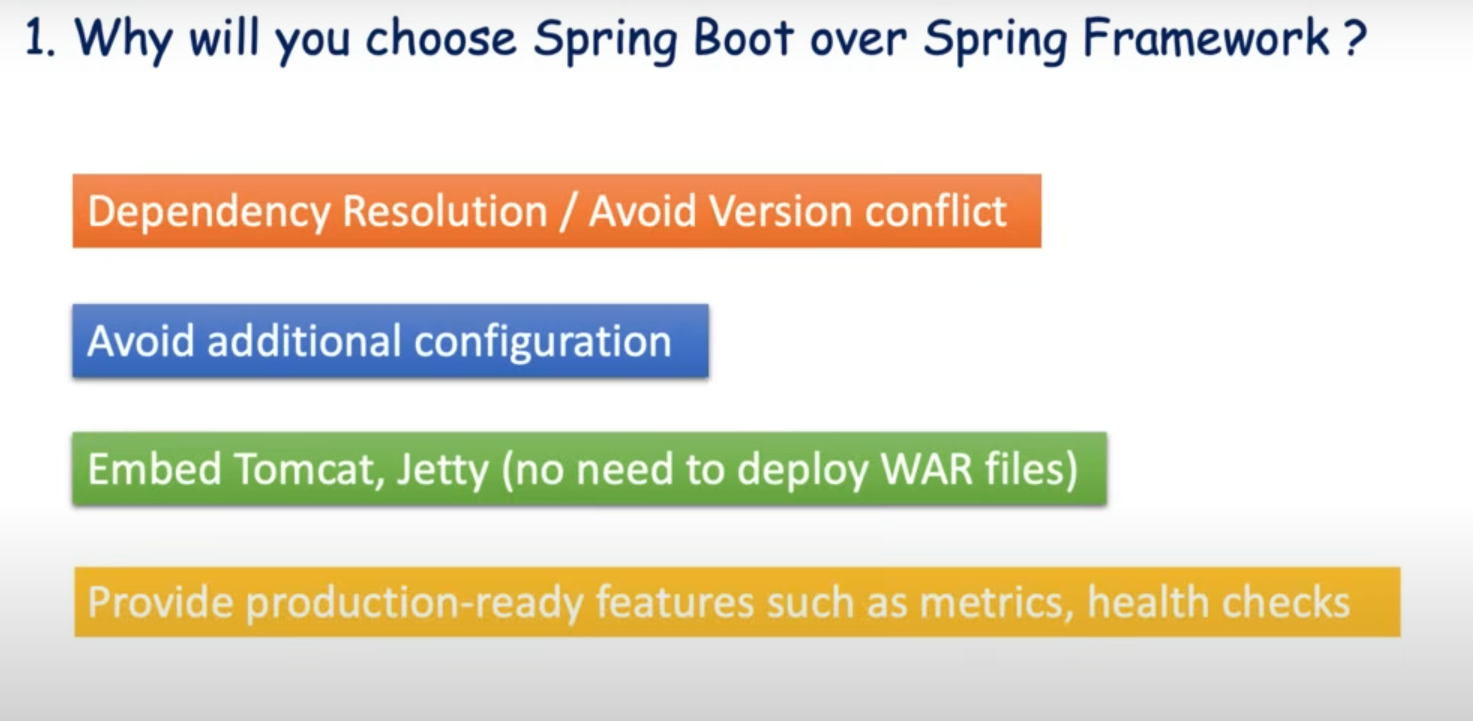 1. Why will you choose Spring Boot over Spring Framework ?
Dependency Resolution / Avoid Version conflict
Avoid additional configuration
Embed Tomcat, Jetty (no need to deploy WAR files)
Provide production-ready features such as metrics, health checks